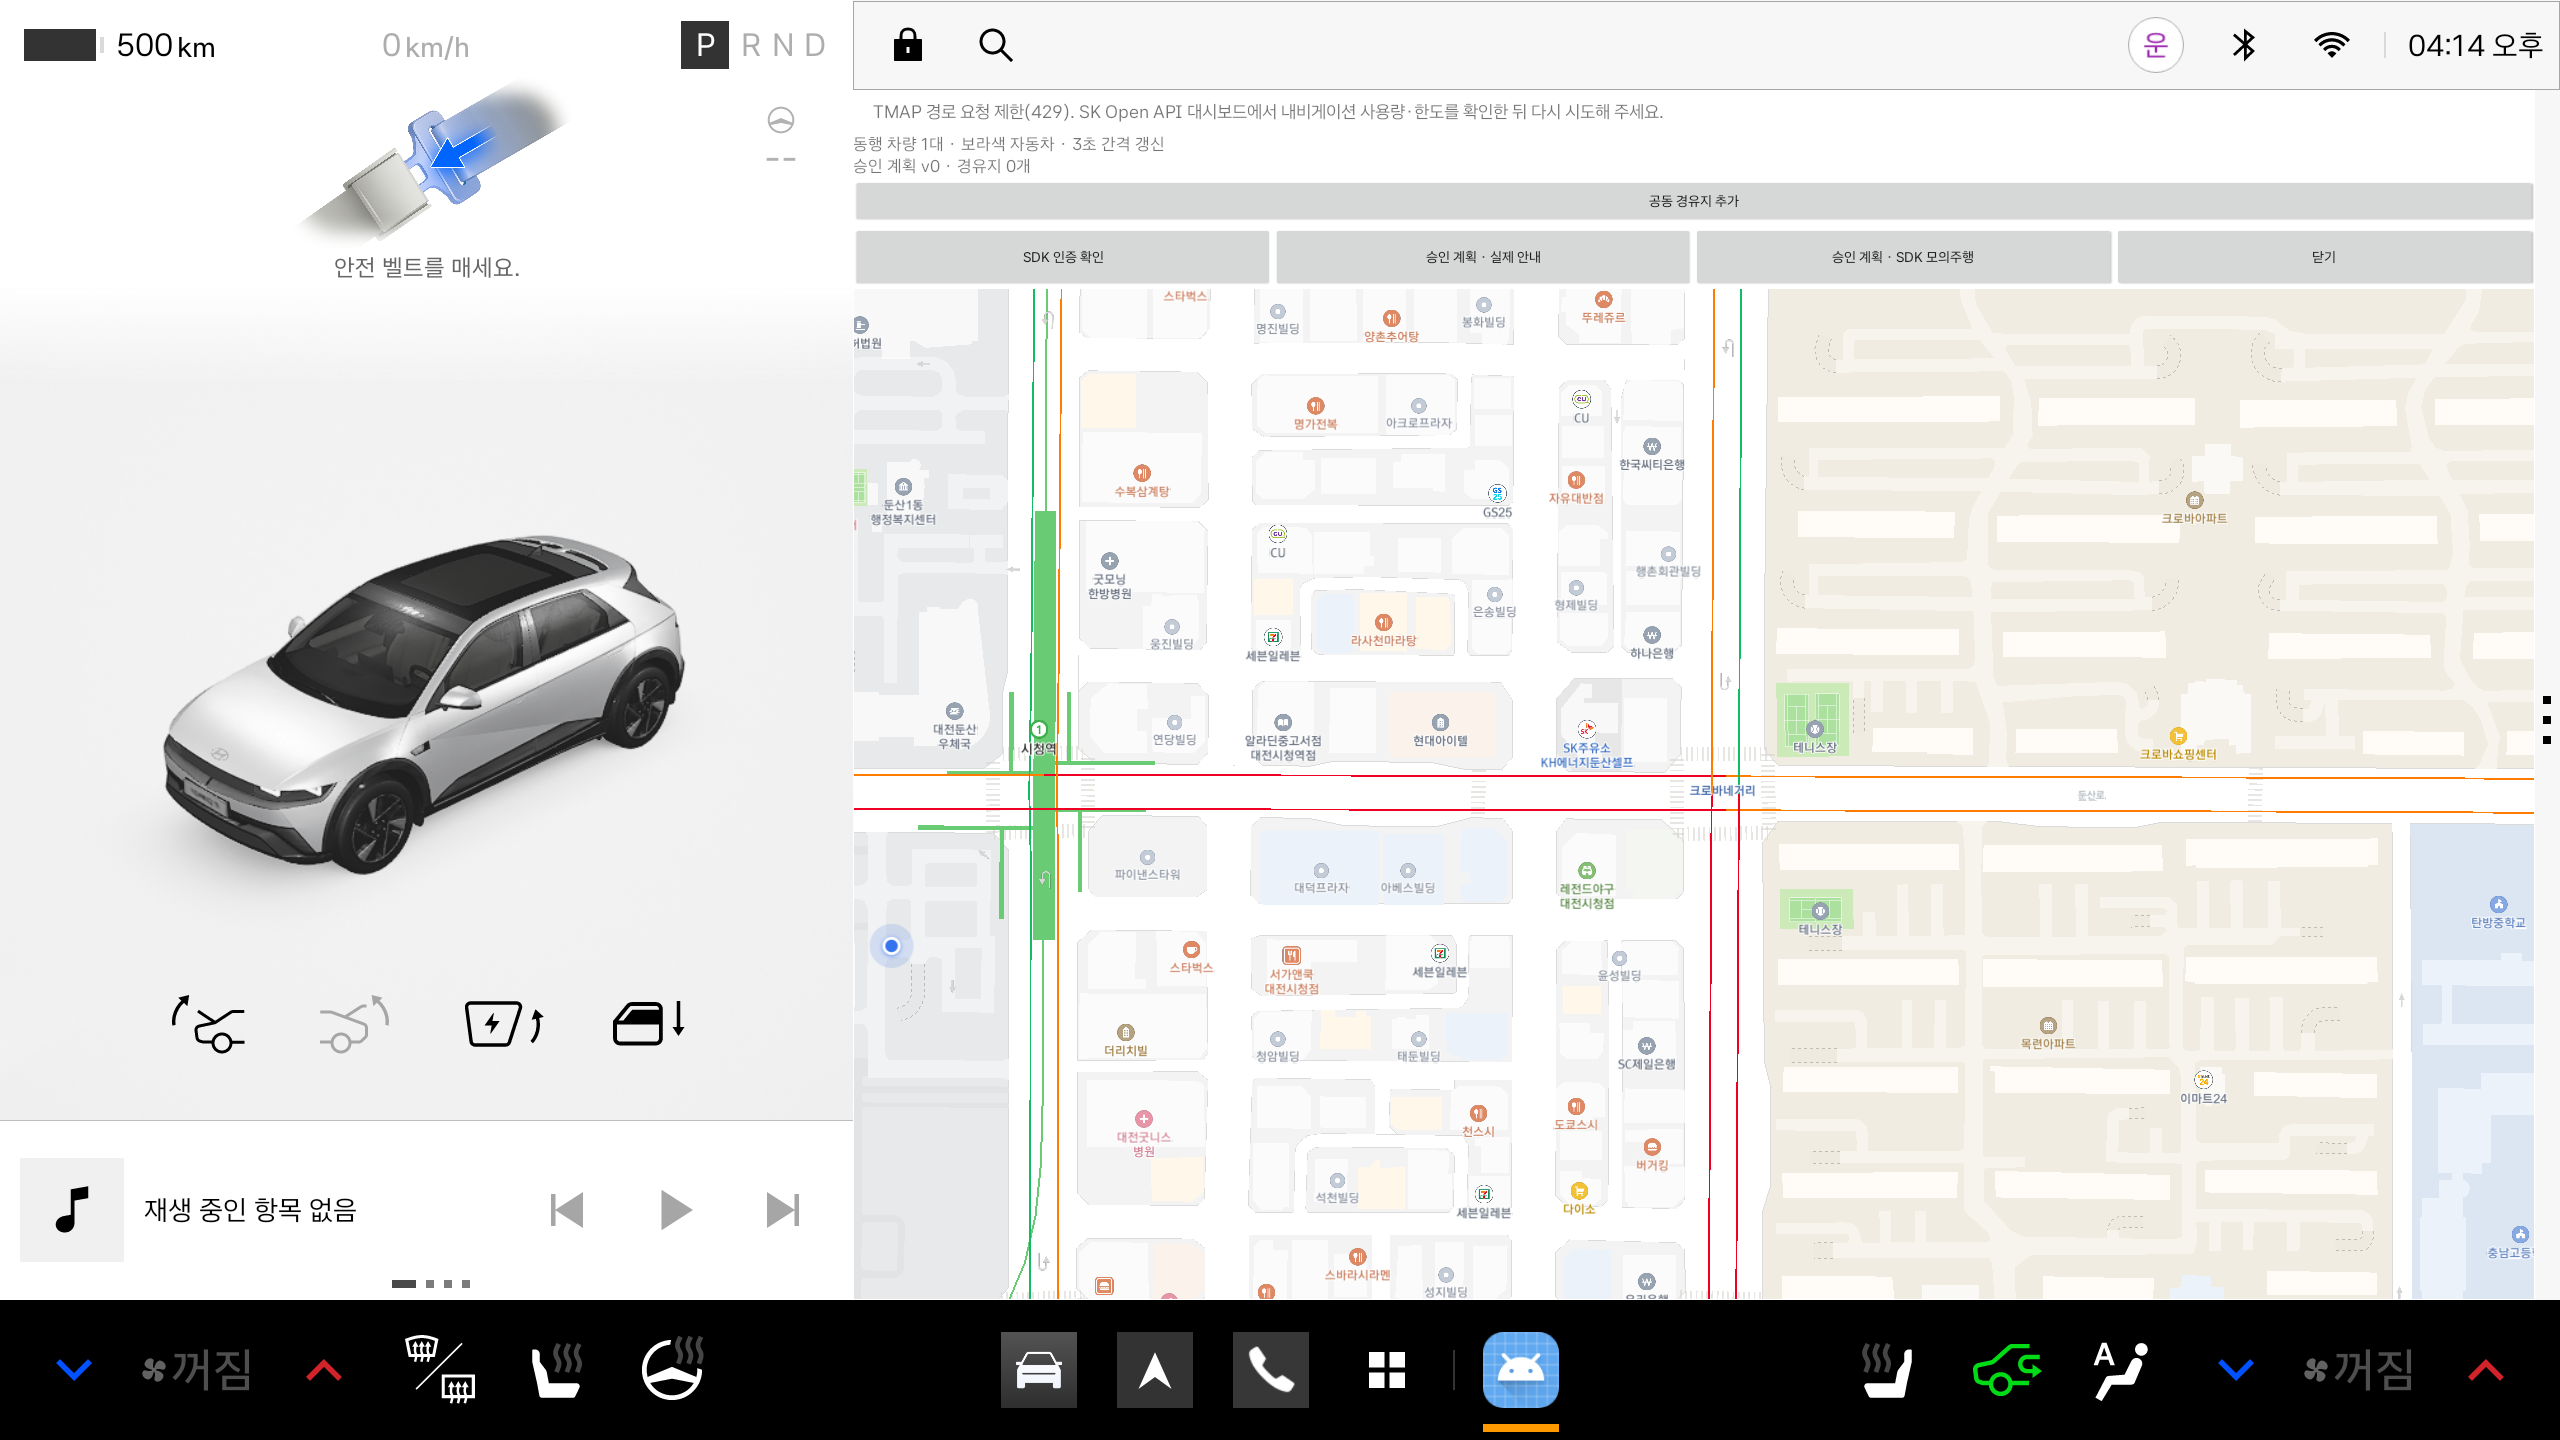 500 km
0 km/h
P R N D
운
04:14 오후
안전 벨트를 매세요.
TMAP 경로 요청 제한(429). SK Open API 대시보드에서 내비게이션 사용량·한도를 확인한 뒤 다시 시도해 주세요.
동행 차량 1대 · 보라색 자동차 · 3초 간격 갱신
승인 계획 v0 · 경유지 0개
공동 경유지 추가
SDK 인증 확인
승인 계획 · 실제 안내
승인 계획 · SDK 모의주행
닫기
스타벅스
명진빌딩
양촌추어탕
봉화빌딩
뚜레쥬르
명가전복
아크로프라자
CU
한국씨티은행
수복삼계탕
GS25
자유대반점
크로바아파트
둔산1동
행정복지센터
CU
굿모닝
한방병원
웅진빌딩
행촌회관빌딩
은송빌딩
형제빌딩
라사천마라탕
세븐일레븐
하나은행
대전둔산
우체국
1
시청역
연당빌딩
알라딘중고서점
대전시청역점
현대아이텔
SK주유소
KH에너지둔산셀프
테니스장
크로바쇼핑센터
크로바네거리
둔산로
파이낸스타워
대덕프라자
아베스빌딩
레전드야구
대전시청점
테니스장
탄방중학교
스타벅스
서가앤쿡
대전시청점
세븐일레븐
윤성빌딩
더리치빌
청암빌딩
태둔빌딩
SC제일은행
목련아파트
이마트24
대전굿니스
병원
천스시
도쿄스시
버거킹
석천빌딩
세븐일레븐
다이소
스바라시라멘
성지빌딩
충남고등
재생 중인 항목 없음
꺼짐
A
꺼짐